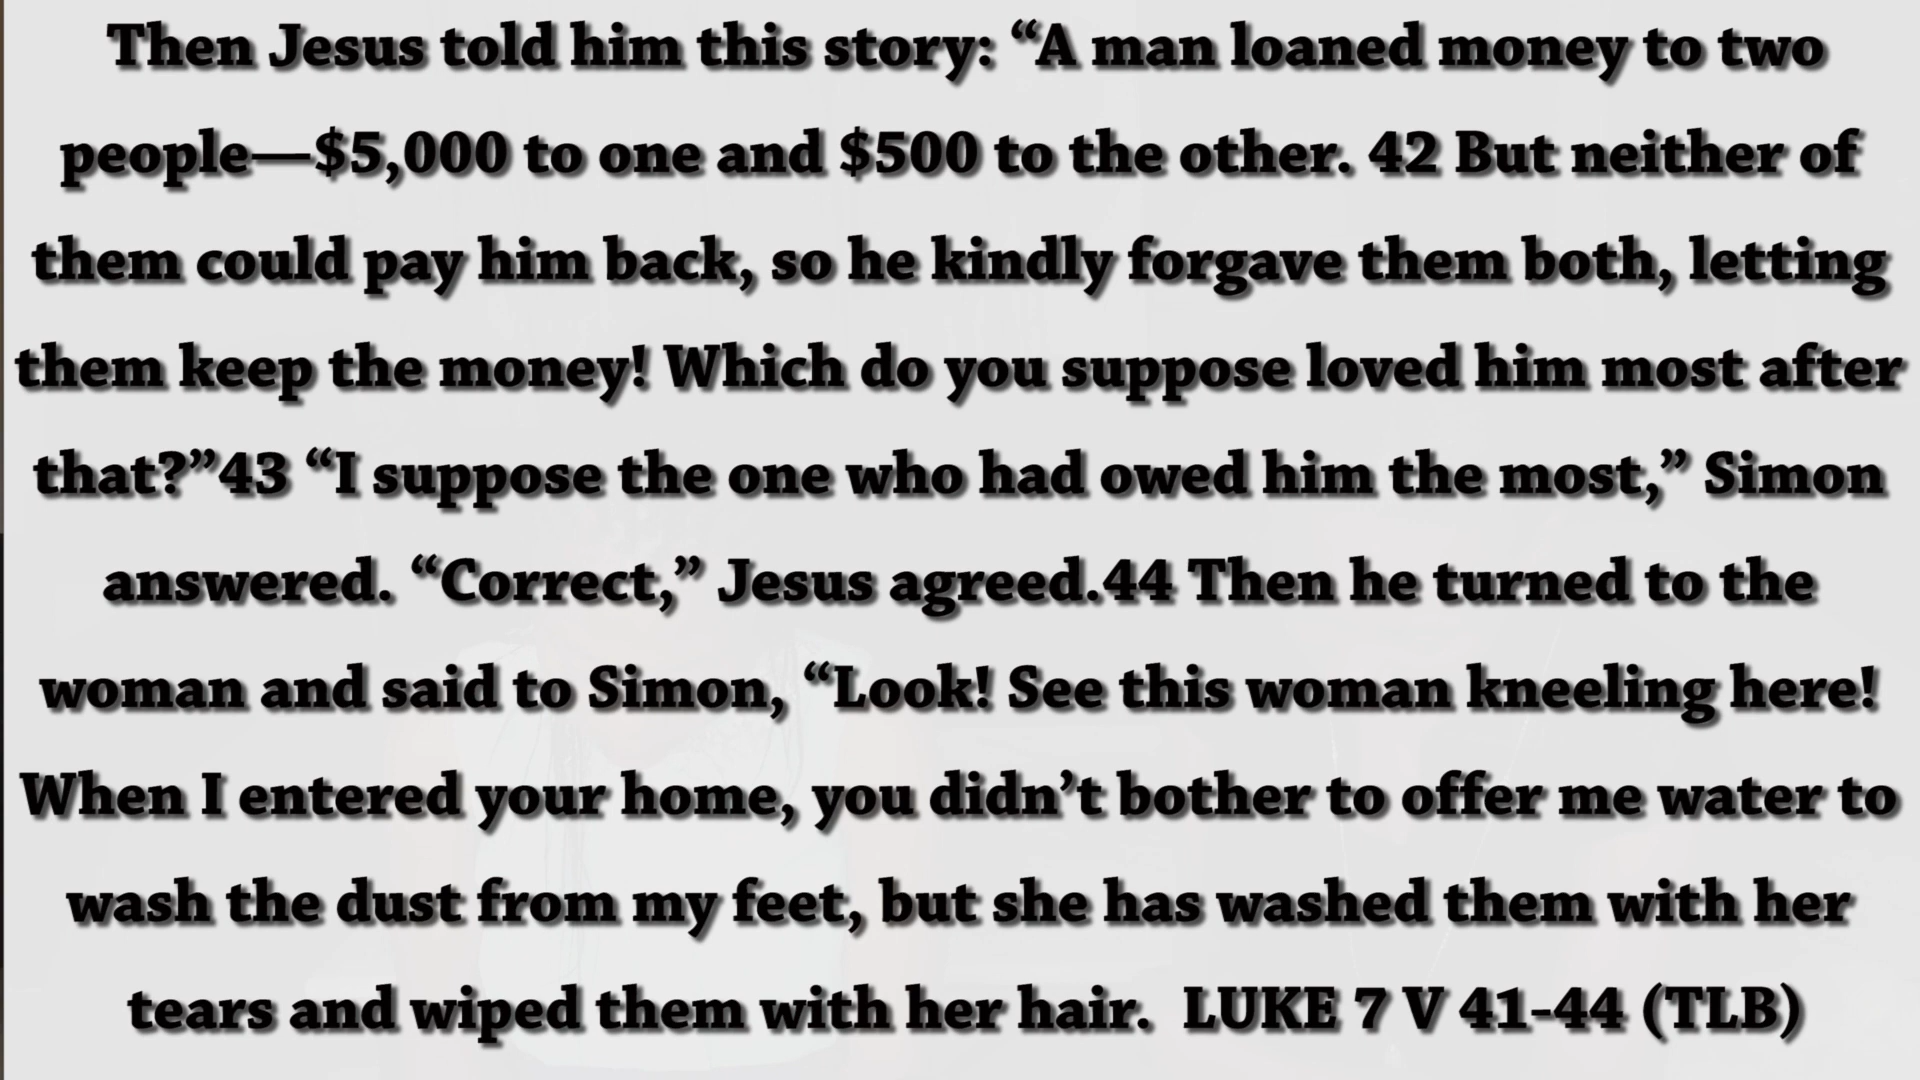 Then Jesus told him this story: “A man loaned money to two
people—$5,000 to one and $500 to the other. 42 But neither of
them could pay him back, so he kindly forgave them both, letting
them keep the money! Which do you suppose loved him most after
that?”43 “I suppose the one who had owed him the most,” Simon
answered. “Correct,” Jesus agreed.44 Then he turned to the
woman and said to Simon, “Look! See this woman kneeling here!
When I entered your home, you didn’t bother to offer me water to
wash the dust from my feet, but she has washed them with her
tears and wiped them with her hair.  LUKE 7 V 41-44 (TLB)